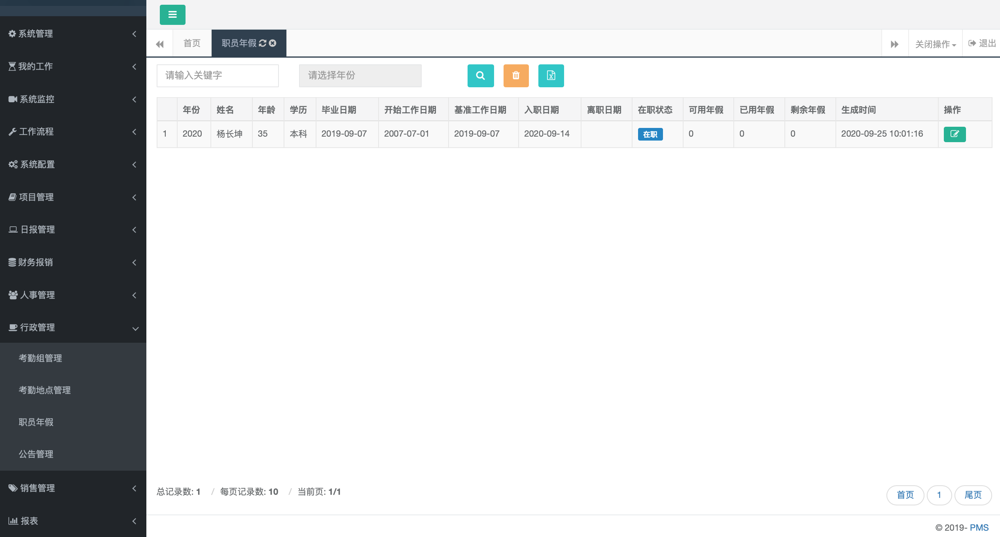 系统管理
我的工作
系统监控
工作流程
系统配置
项目管理
日报管理
财务报销
人事管理
行政管理
考勤组管理
考勤地点管理
职员年假
公告管理
销售管理
报表
首页 职员年假 关闭操作 退出
请输入关键字 请选择年份
年份 姓名 年龄 学历 毕业日期 开始工作日期 基准工作日期 入职日期 离职日期 在职状态 可用年假 已用年假 剩余年假 生成时间 操作
1 2020 杨长坤 35 本科 2019-09-07 2007-07-01 2019-09-07 2020-09-14 在职 0 0 0 2020-09-25 10:01:16
总记录数: 1 / 每页记录数: 10 / 当前页: 1/1
首页 1 尾页
© 2019- PMS